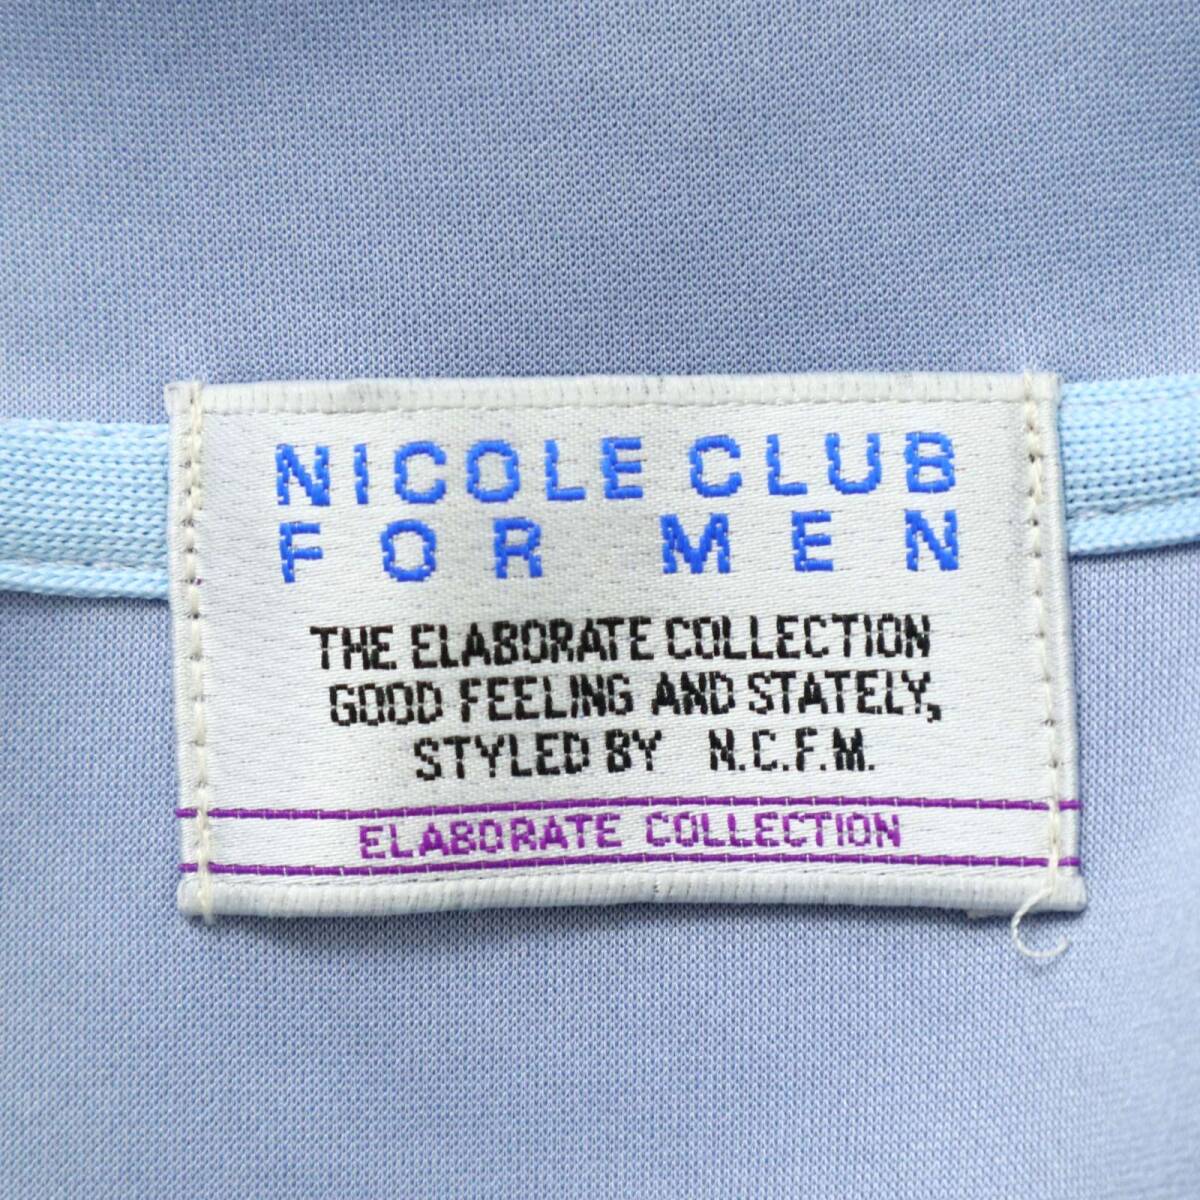 NICOLE CLUB
FOR MEN
THE ELABORATE COLLECTION
GOOD FEELING AND STATELY,
STYLED BY N.C.F.M.
ELABORATE COLLECTION